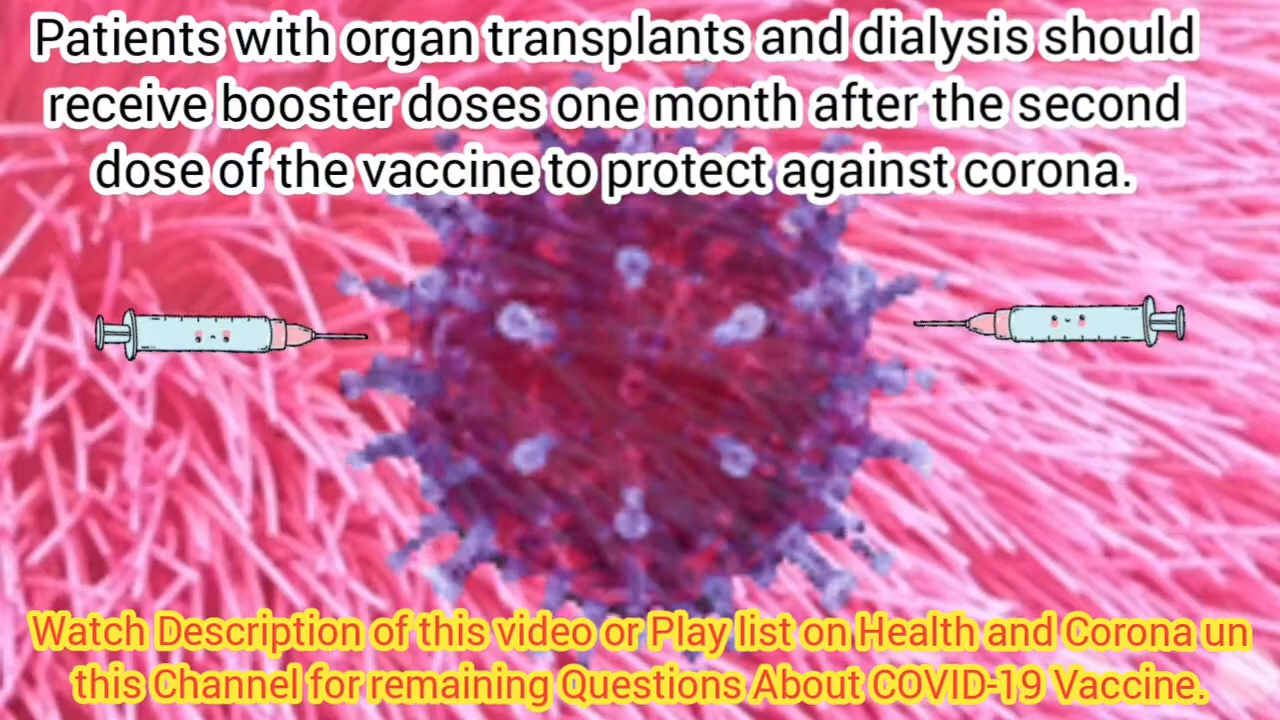 Patients with organ transplants and dialysis should
receive booster doses one month after the second
dose of the vaccine to protect against corona.
Watch Description of this video or Play list on Health and Corona un
this Channel for remaining Questions About COVID-19 Vaccine.